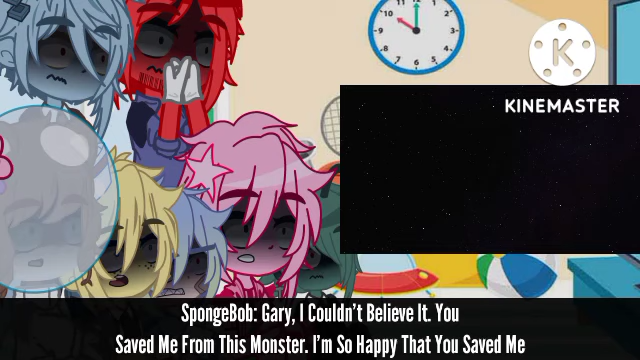 K
KINEMASTER
SpongeBob: Gary, I Couldn't Believe It. You
Saved Me From This Monster. I'm So Happy That You Saved Me